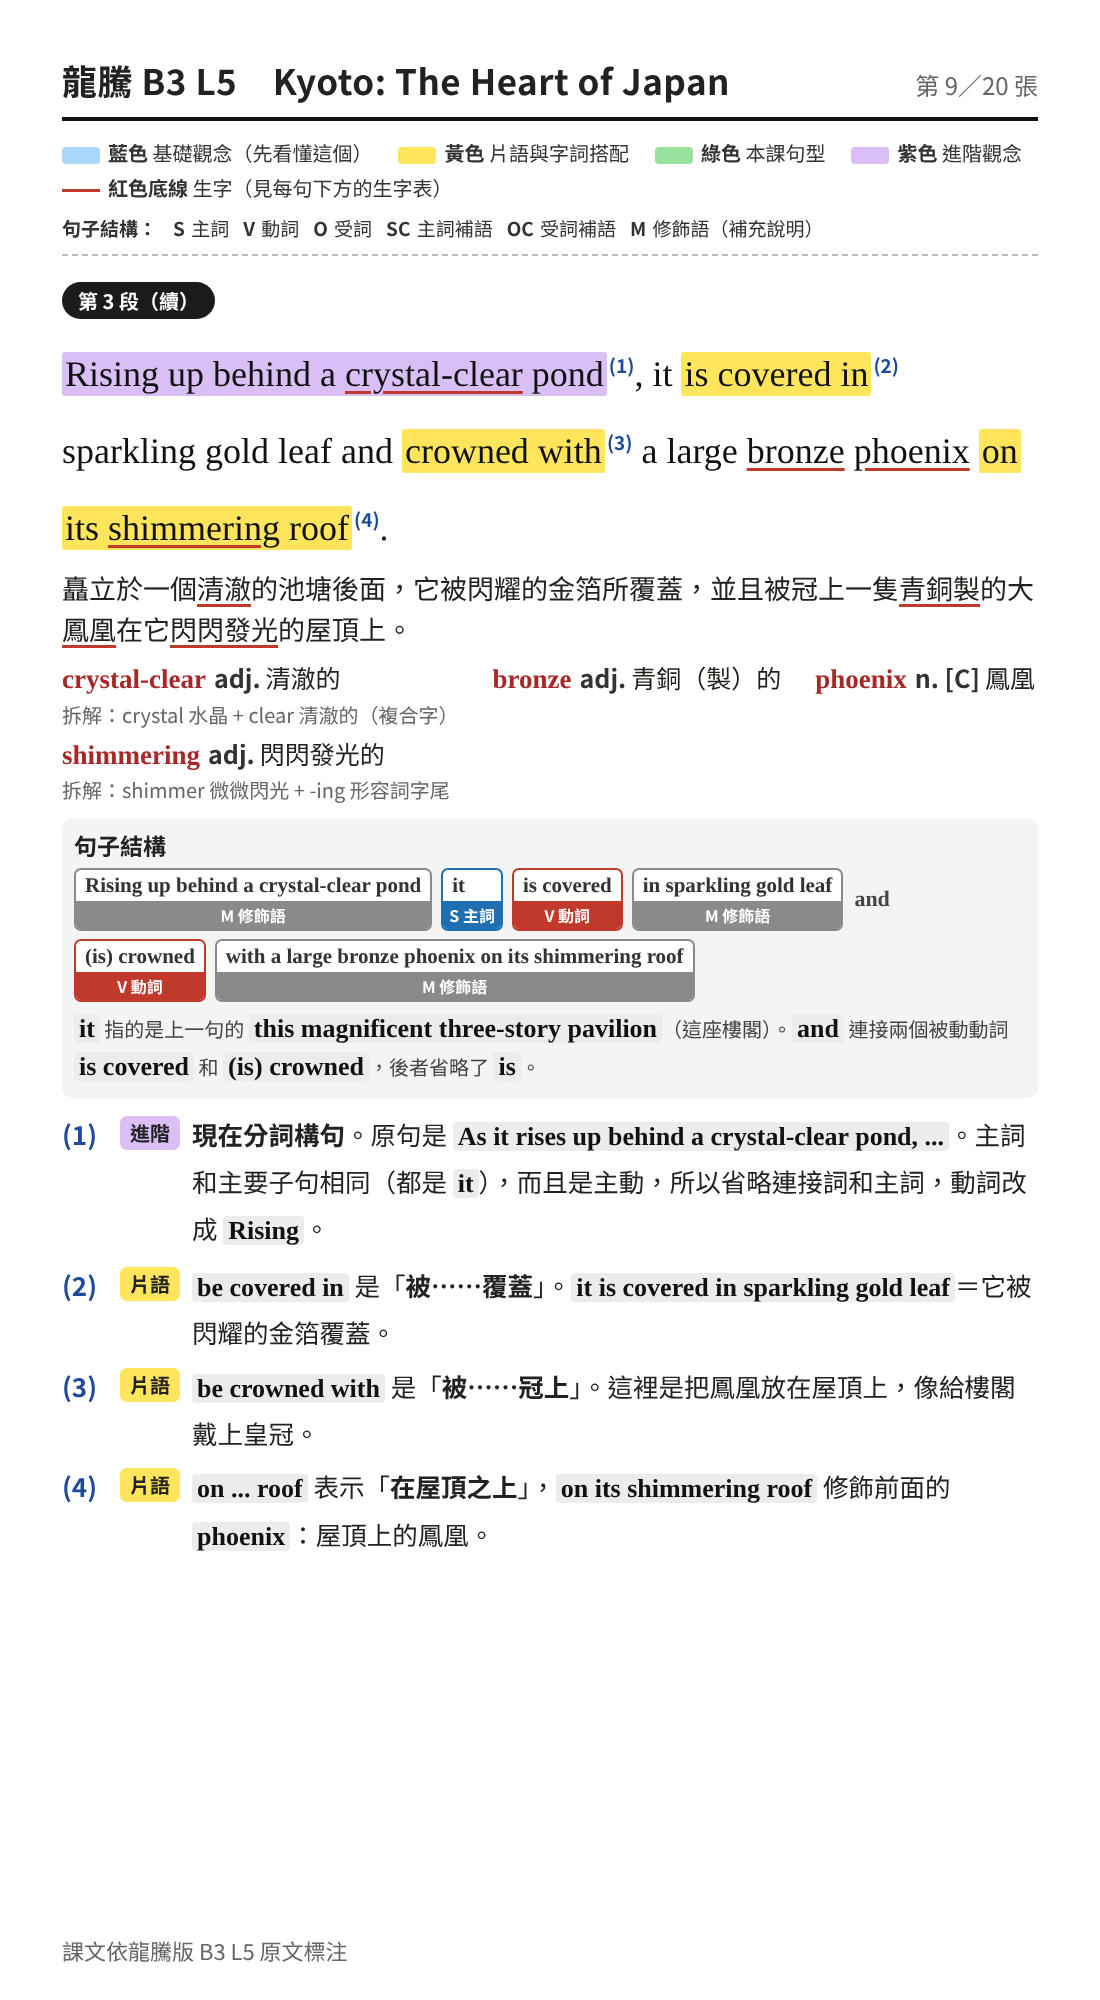 龍騰 B3 L5　Kyoto: The Heart of Japan　第 9／20 張
藍色 基礎觀念（先看懂這個）　黃色 片語與字詞搭配　綠色 本課句型　紫色 進階觀念
紅色底線 生字（見每句下方的生字表）
句子結構：　S 主詞　V 動詞　O 受詞　SC 主詞補語　OC 受詞補語　M 修飾語（補充說明）
第 3 段（續）
Rising up behind a crystal-clear pond(1), it is covered in(2)
sparkling gold leaf and crowned with(3) a large bronze phoenix on
its shimmering roof(4).
矗立於一個清澈的池塘後面，它被閃耀的金箔所覆蓋，並且被冠上一隻青銅製的大
鳳凰在它閃閃發光的屋頂上。
crystal-clear adj. 清澈的　bronze adj. 青銅（製）的　phoenix n. [C] 鳳凰
拆解：crystal 水晶 + clear 清澈的（複合字）
shimmering adj. 閃閃發光的
拆解：shimmer 微微閃光 + -ing 形容詞字尾
句子結構
Rising up behind a crystal-clear pond　it　is covered　in sparkling gold leaf　and
M 修飾語　S 主詞　V 動詞　M 修飾語
(is) crowned　with a large bronze phoenix on its shimmering roof
V 動詞　M 修飾語
it 指的是上一句的 this magnificent three-story pavilion（這座樓閣）。and 連接兩個被動動詞
is covered 和 (is) crowned，後者省略了 is。
(1) 進階 現在分詞構句。原句是 As it rises up behind a crystal-clear pond, ...。主詞
和主要子句相同（都是 it），而且是主動，所以省略連接詞和主詞，動詞改
成 Rising。
(2) 片語 be covered in 是「被⋯⋯覆蓋」。it is covered in sparkling gold leaf＝它被
閃耀的金箔覆蓋。
(3) 片語 be crowned with 是「被⋯⋯冠上」。這裡是把鳳凰放在屋頂上，像給樓閣
戴上皇冠。
(4) 片語 on ... roof 表示「在屋頂之上」，on its shimmering roof 修飾前面的
phoenix：屋頂上的鳳凰。
課文依龍騰版 B3 L5 原文標注